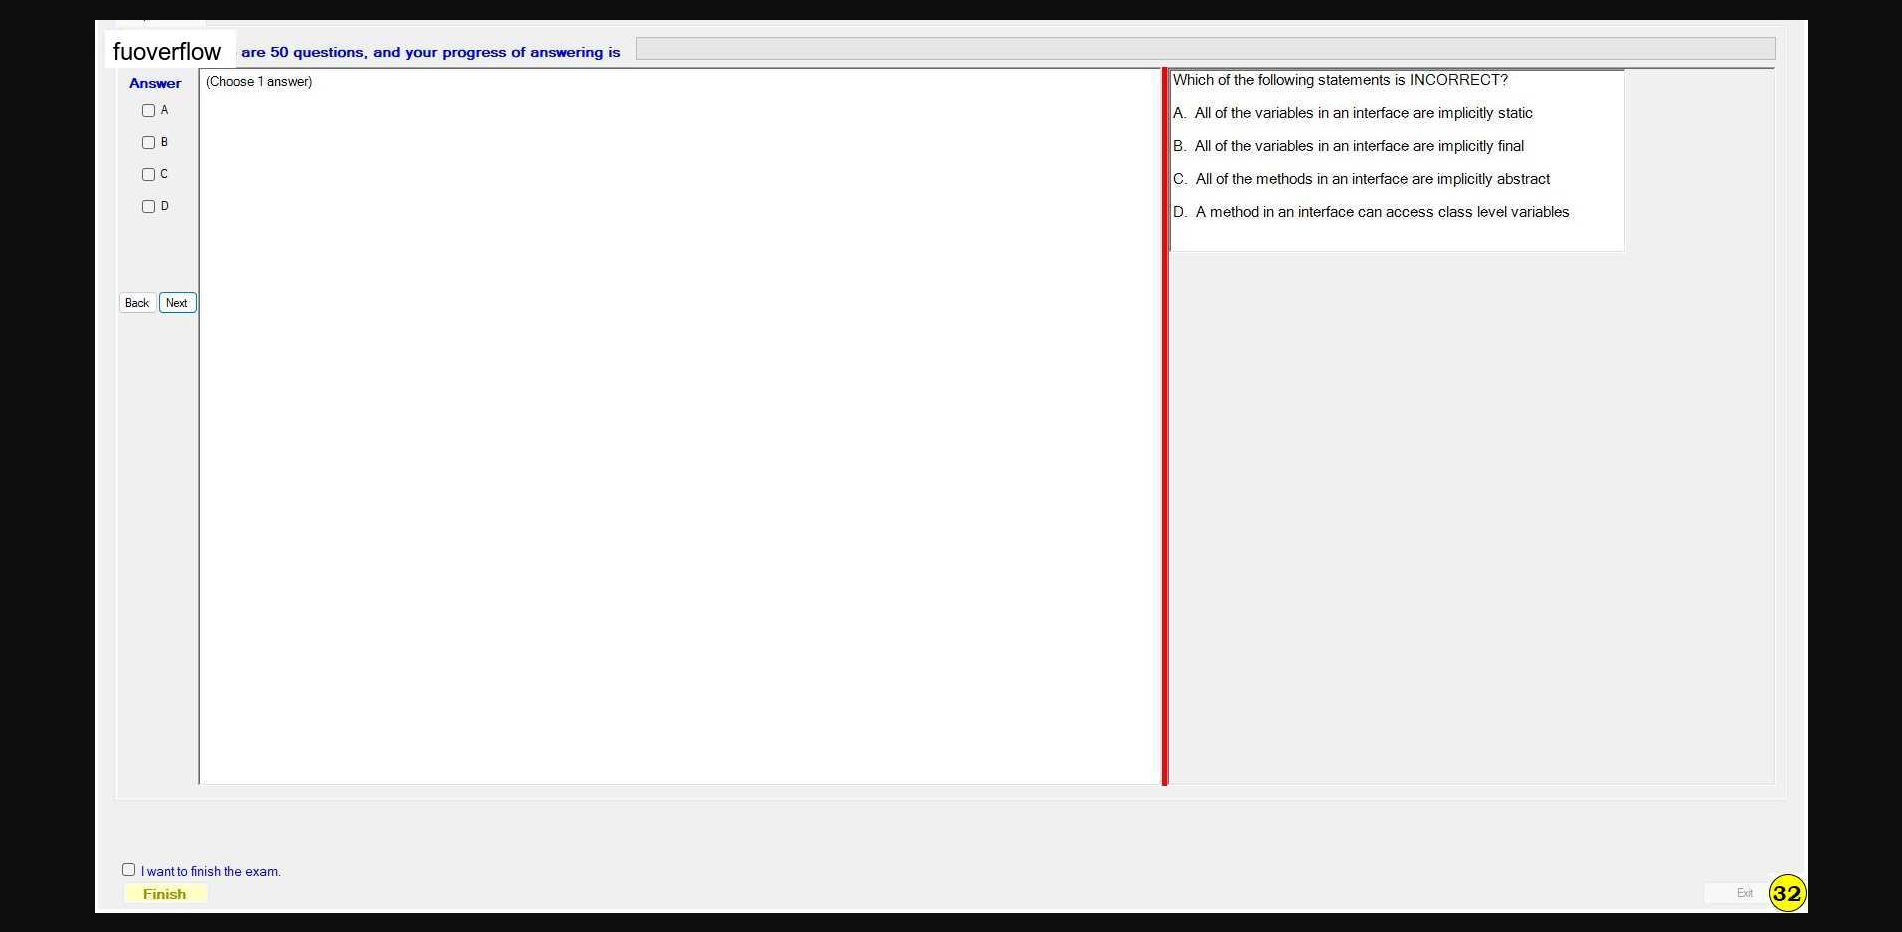 fuoverflow are 50 questions, and your progress of answering is
Answer
(Choose 1 answer)
A
B
C
D
Back Next
Which of the following statements is INCORRECT?
A. All of the variables in an interface are implicitly static
B. All of the variables in an interface are implicitly final
C. All of the methods in an interface are implicitly abstract
D. A method in an interface can access class level variables
I want to finish the exam.
Finish
Exit
32